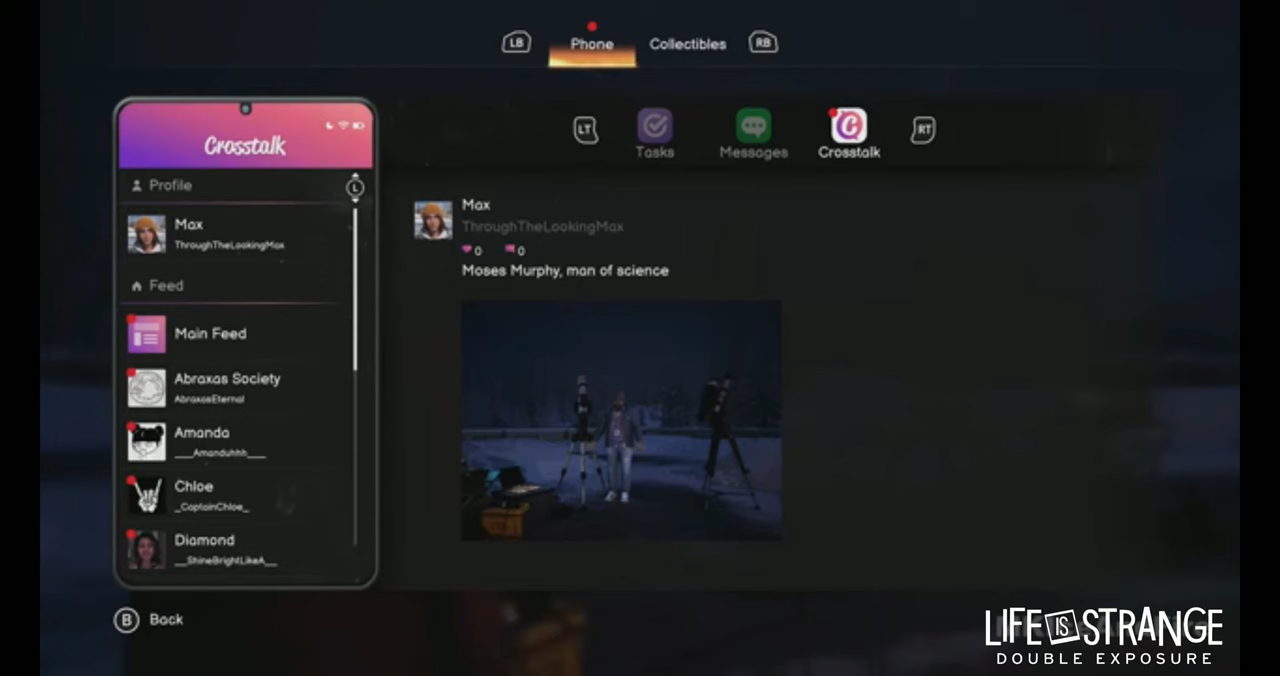 LB
Phone
Collectibles
RB
Crosstalk
LT
Tasks
Messages
Crosstalk
RT
Profile
L
Max
ThroughTheLookingMax
Feed
Main Feed
Abraxas Society
AbraxasEternal
Amanda
___Amanduhhh___
Chloe
_CaptainChloe_
Diamond
__ShineBrightLikeA__
Max
ThroughTheLookingMax
0 0
Moses Murphy, man of science
B Back
LIFE IS STRANGE
DOUBLE EXPOSURE